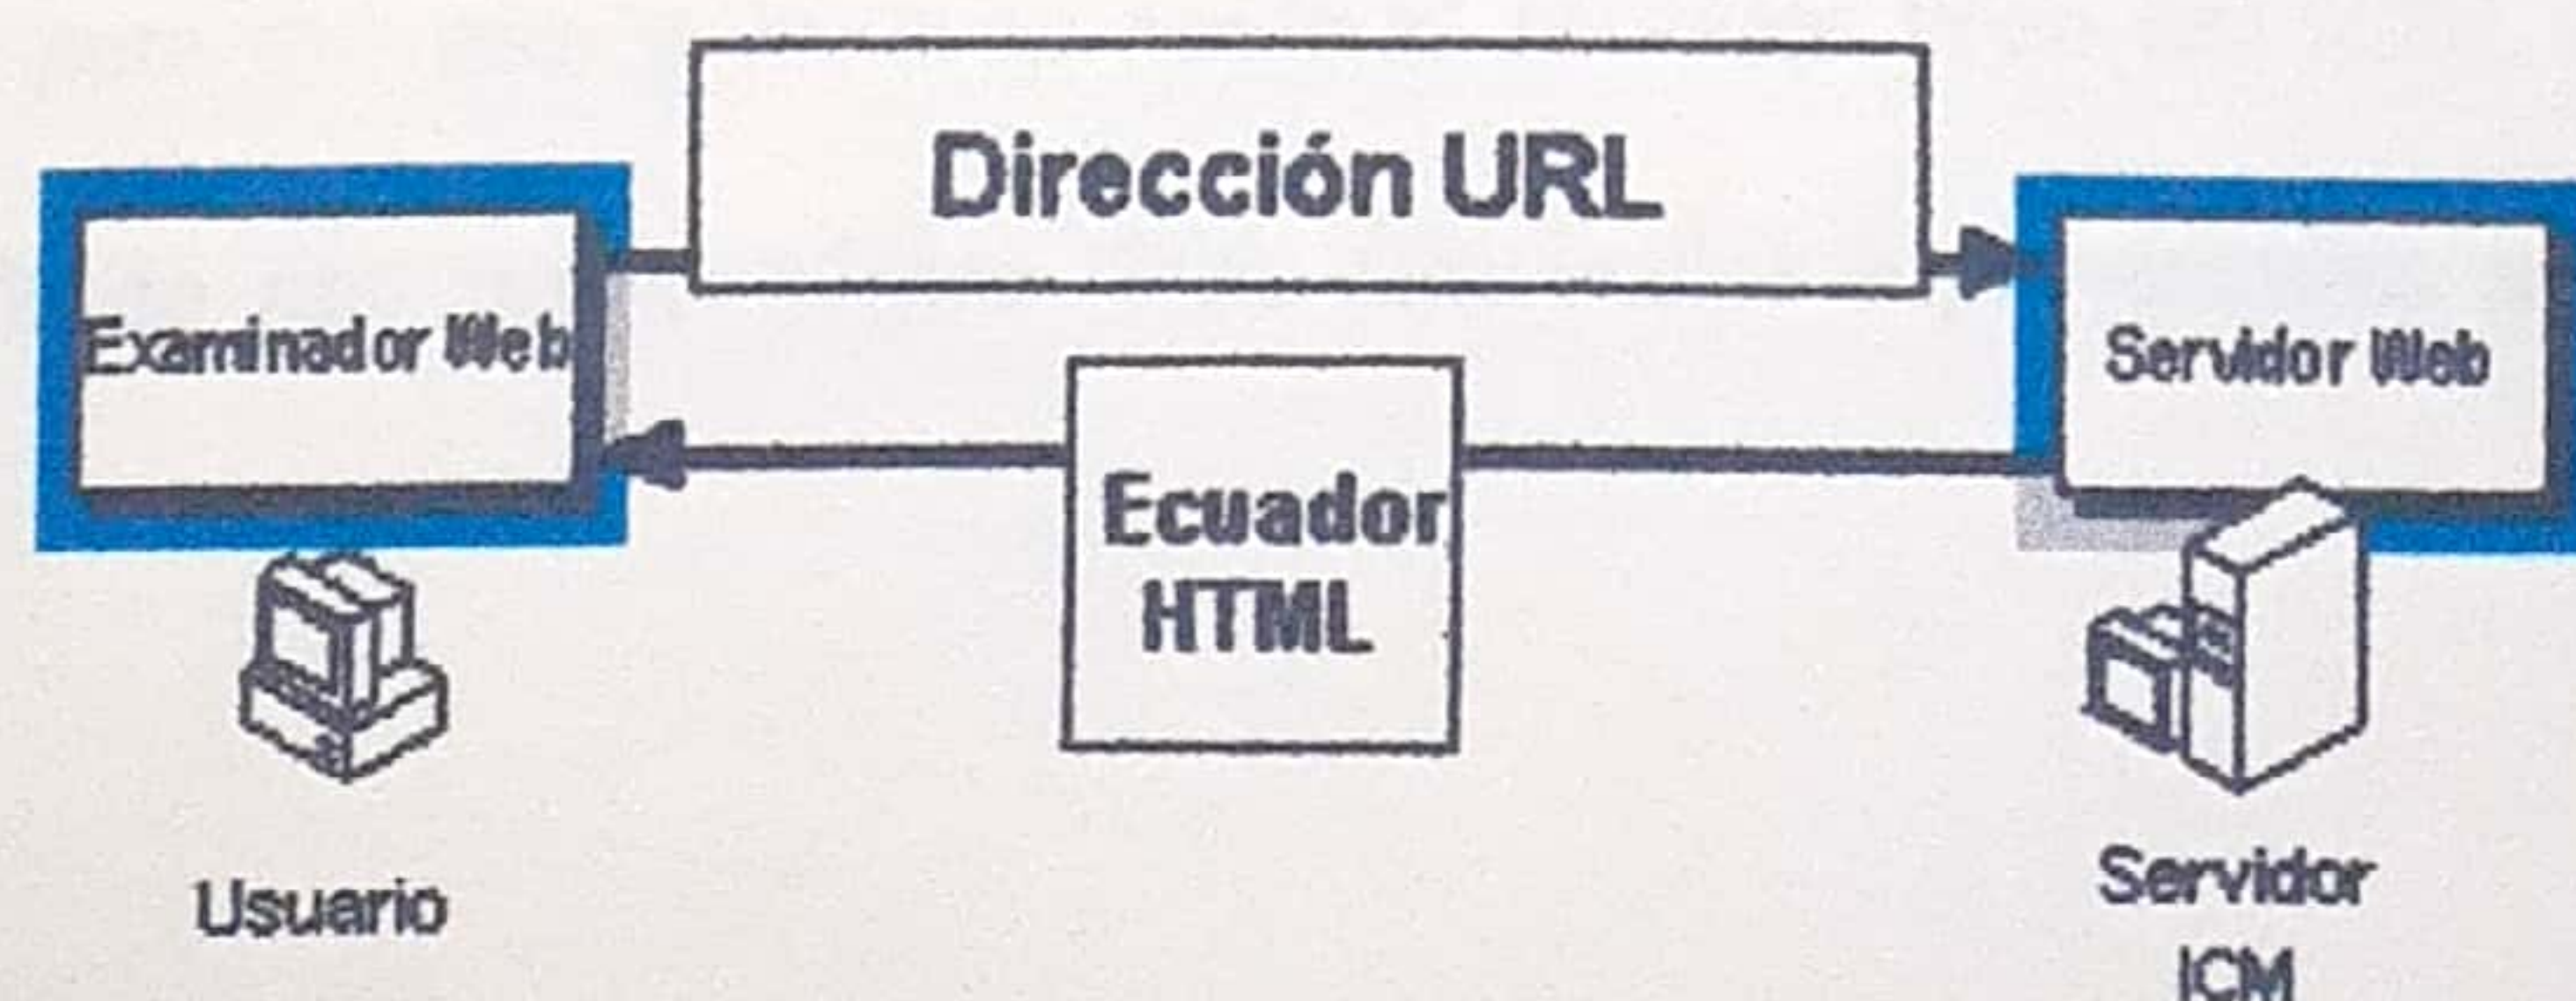 Dirección URL
Examinador Web
Servidor Web
Ecuador
HTML
Usuario
Servidor
ICM